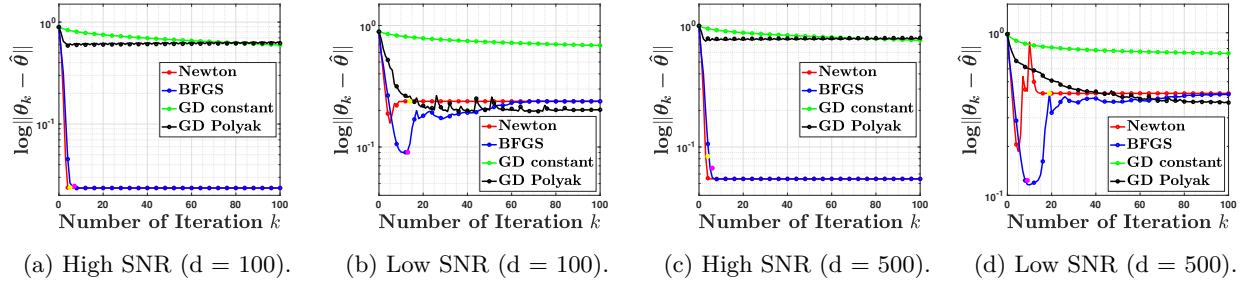 10^0
10^{-1}
log||θ_k − θ̂||
0 20 40 60 80 100
Number of Iteration k
Newton
BFGS
GD constant
GD Polyak
(a) High SNR (d = 100).
10^0
10^{-1}
log||θ_k − θ̂||
0 20 40 60 80 100
Number of Iteration k
Newton
BFGS
GD constant
GD Polyak
(b) Low SNR (d = 100).
10^0
10^{-1}
log||θ_k − θ̂||
0 20 40 60 80 100
Number of Iteration k
Newton
BFGS
GD constant
GD Polyak
(c) High SNR (d = 500).
10^0
10^{-1}
log||θ_k − θ̂||
0 20 40 60 80 100
Number of Iteration k
Newton
BFGS
GD constant
GD Polyak
(d) Low SNR (d = 500).